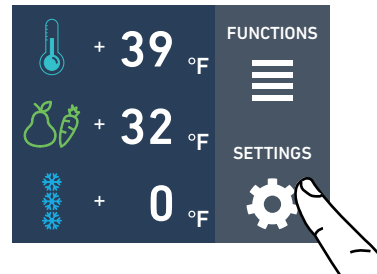 + 39 °F
FUNCTIONS
+ 32 °F
SETTINGS
+ 0 °F